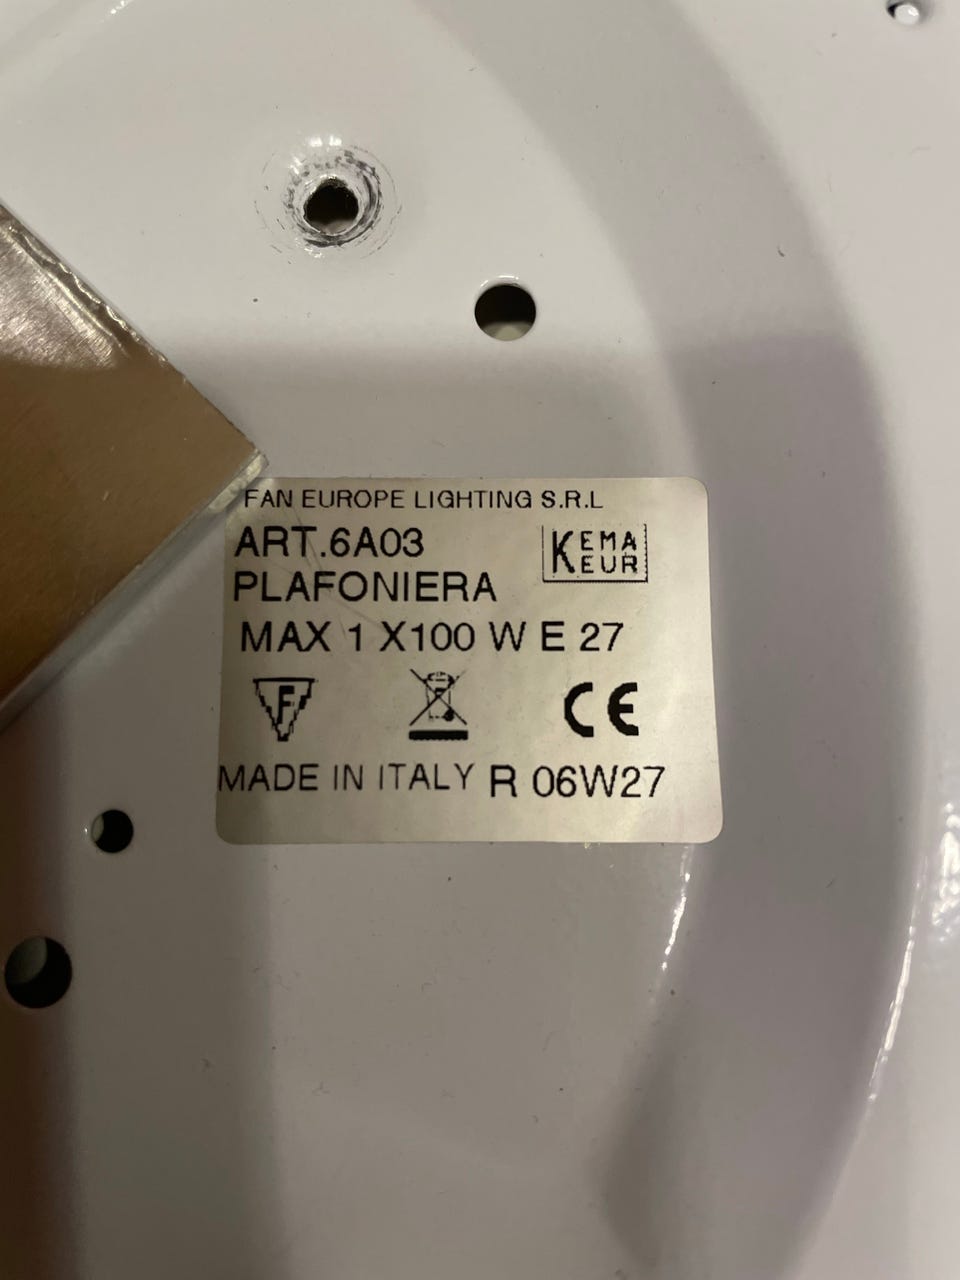 FAN EUROPE LIGHTING S.R.L
ART.6A03
KEMA
KEUR
PLAFONIERA
MAX 1 X100 W E 27
F
CE
MADE IN ITALY R 06W27